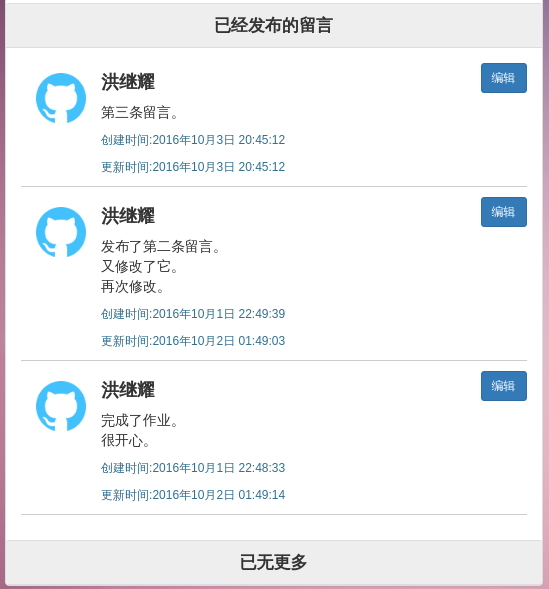 已经发布的留言
洪继耀
编辑
第三条留言。
创建时间:2016年10月3日 20:45:12
更新时间:2016年10月3日 20:45:12
洪继耀
编辑
发布了第二条留言。
又修改了它。
再次修改。
创建时间:2016年10月1日 22:49:39
更新时间:2016年10月2日 01:49:03
洪继耀
编辑
完成了作业。
很开心。
创建时间:2016年10月1日 22:48:33
更新时间:2016年10月2日 01:49:14
已无更多